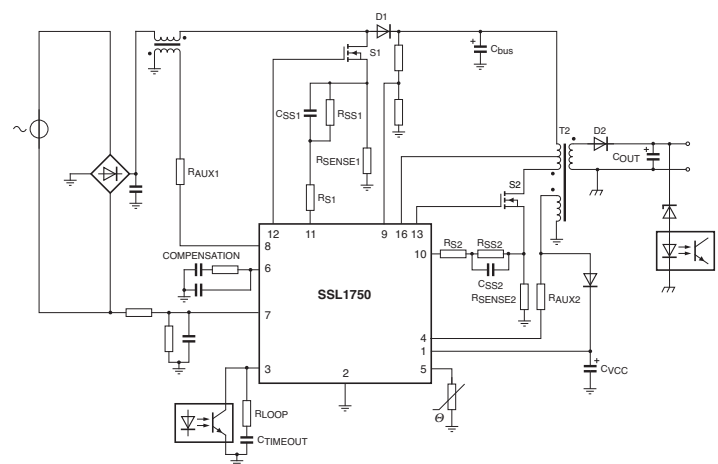 D1
S1
Cbus
CSS1
RSS1
T2
D2
COUT
RSENSE1
RAUX1
S2
RS1
12
11
9
16
13
8
10
RS2
RSS2
COMPENSATION
6
CSS2
SSL1750
RSENSE2
RAUX2
7
4
1
3
2
5
CVCC
RLOOP
Θ
CTIMEOUT